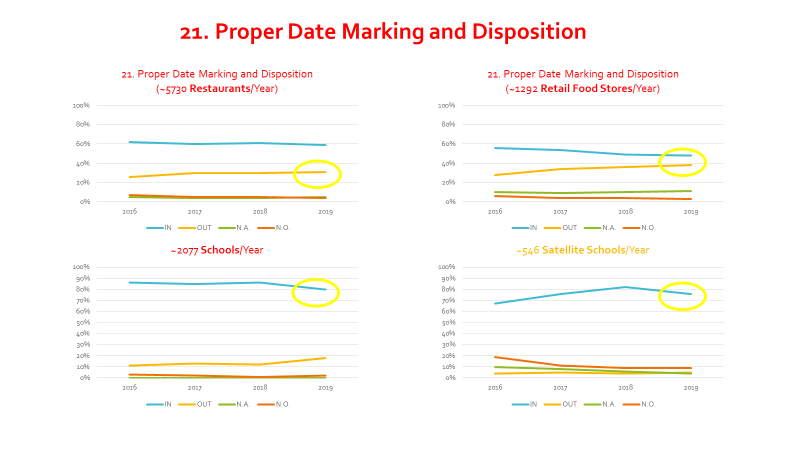 21. Proper Date Marking and Disposition
21. Proper Date Marking and Disposition
(~5730 Restaurants/Year)
100%
80%
60%
40%
20%
0%
2016 2017 2018 2019
IN OUT N.A. N.O.
21. Proper Date Marking and Disposition
(~1292 Retail Food Stores/Year)
100%
80%
60%
40%
20%
0%
2016 2017 2018 2019
IN OUT N.A. N.O.
~2077 Schools/Year
100%
90%
80%
70%
60%
50%
40%
30%
20%
10%
0%
2016 2017 2018 2019
IN OUT N.A. N.O.
~546 Satellite Schools/Year
100%
90%
80%
70%
60%
50%
40%
30%
20%
10%
0%
2016 2017 2018 2019
IN OUT N.A. N.O.